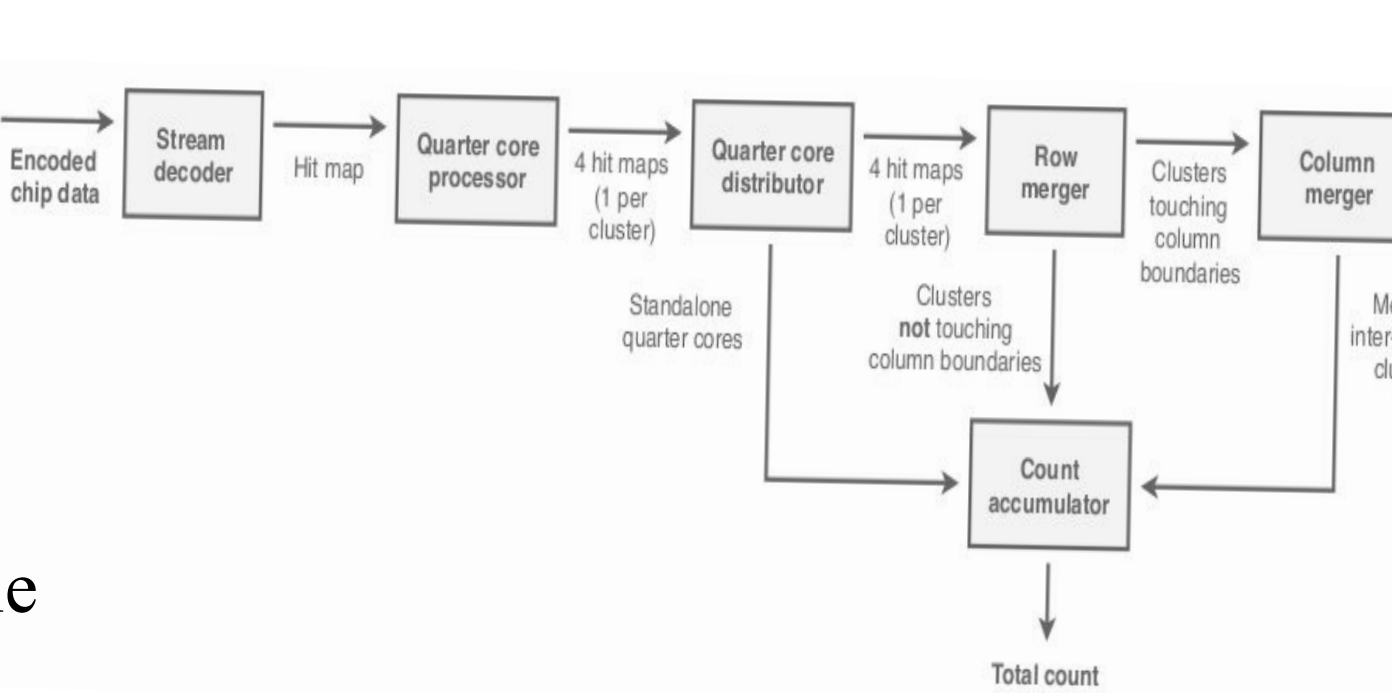 Encoded
chip data
Stream
decoder
Hit map
Quarter core
processor
4 hit maps
(1 per
cluster)
Quarter core
distributor
4 hit maps
(1 per
cluster)
Row
merger
Clusters
touching
column
boundaries
Column
merger
Standalone
quarter cores
Clusters
not touching
column boundaries
Count
accumulator
Total count